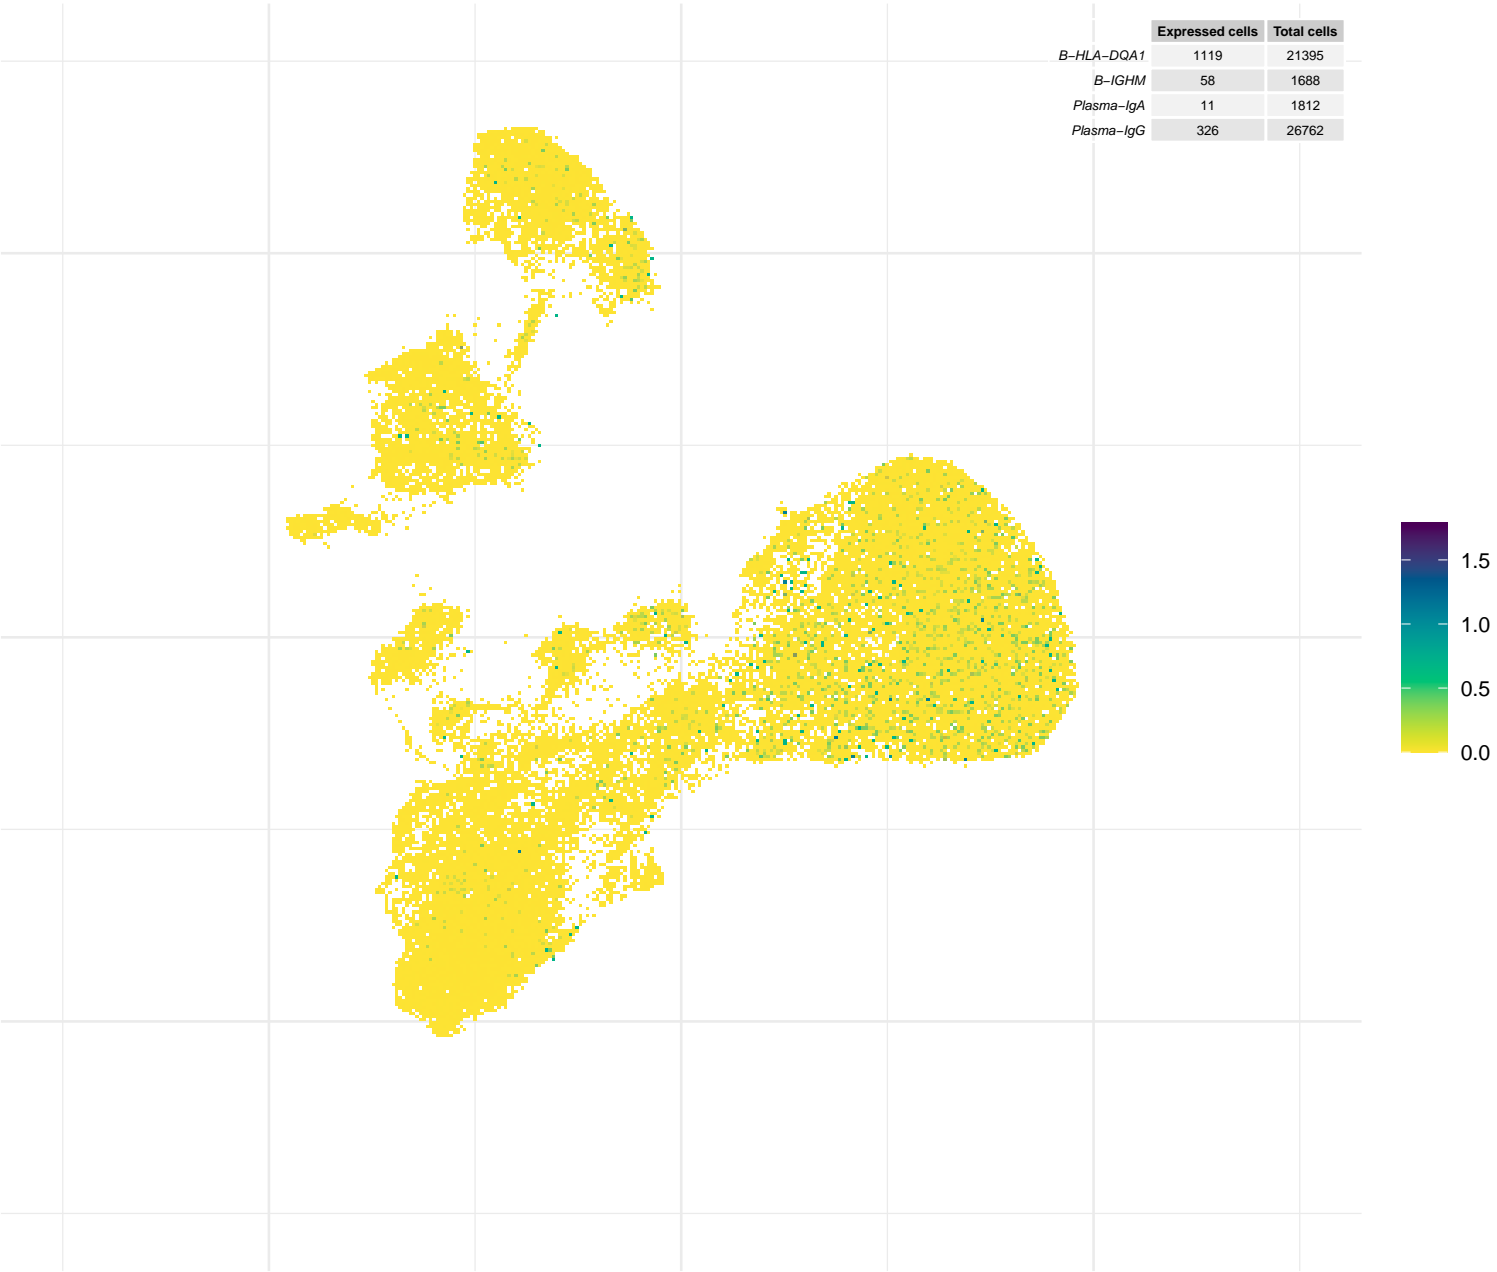 Expressed cells Total cells
B−HLA−DQA1 1119 21395
B−IGHM 58 1688
Plasma−IgA 11 1812
Plasma−IgG 326 26762
1.5
1.0
0.5
0.0